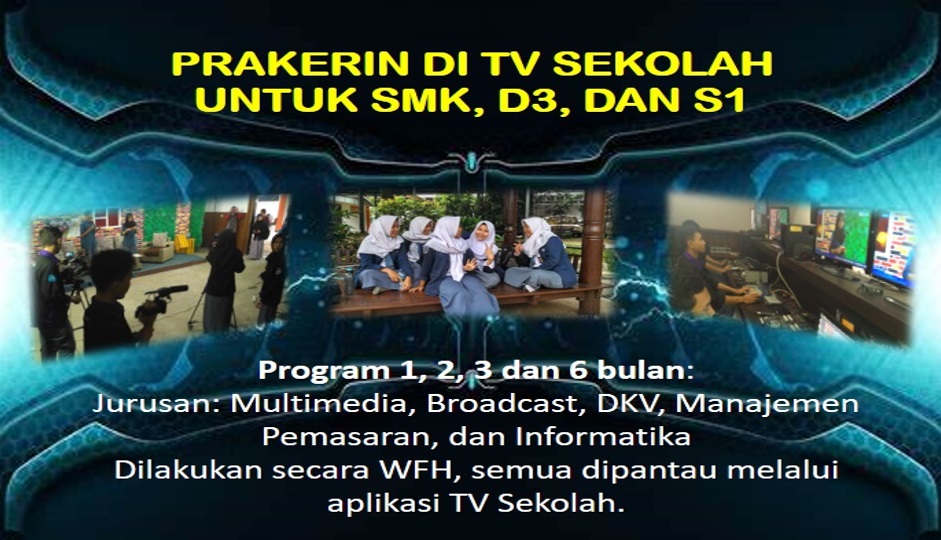 PRAKERIN DI TV SEKOLAH
UNTUK SMK, D3, DAN S1
Program 1, 2, 3 dan 6 bulan:
Jurusan: Multimedia, Broadcast, DKV, Manajemen
Pemasaran, dan Informatika
Dilakukan secara WFH, semua dipantau melalui
aplikasi TV Sekolah.